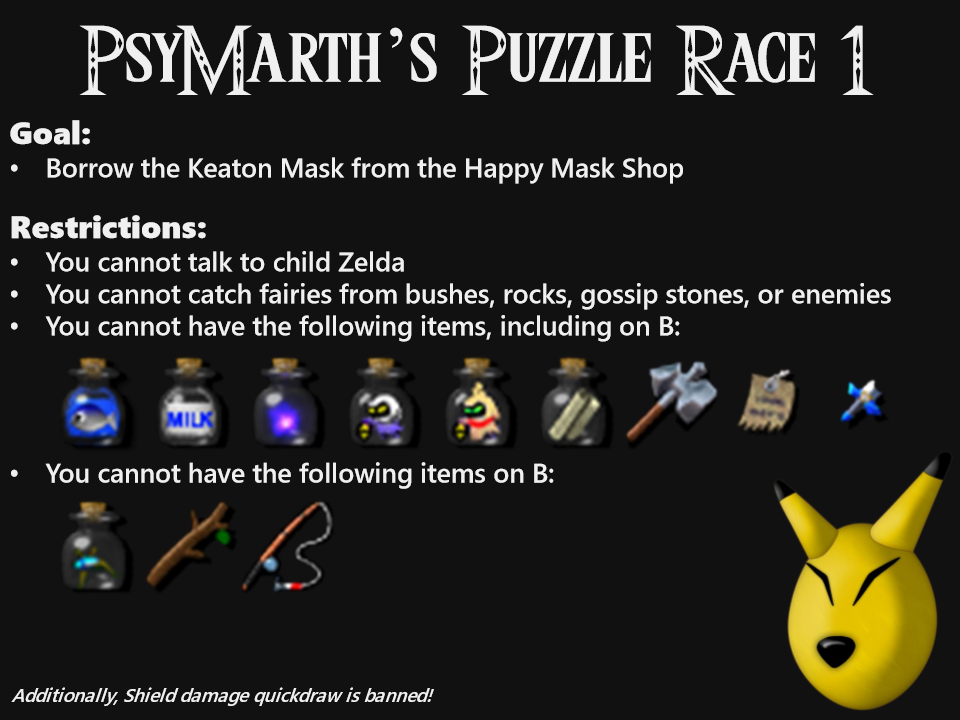 PsyMarth's Puzzle Race 1
Goal:
• Borrow the Keaton Mask from the Happy Mask Shop
Restrictions:
• You cannot talk to child Zelda
• You cannot catch fairies from bushes, rocks, gossip stones, or enemies
• You cannot have the following items, including on B:
MILK
• You cannot have the following items on B:
Additionally, Shield damage quickdraw is banned!